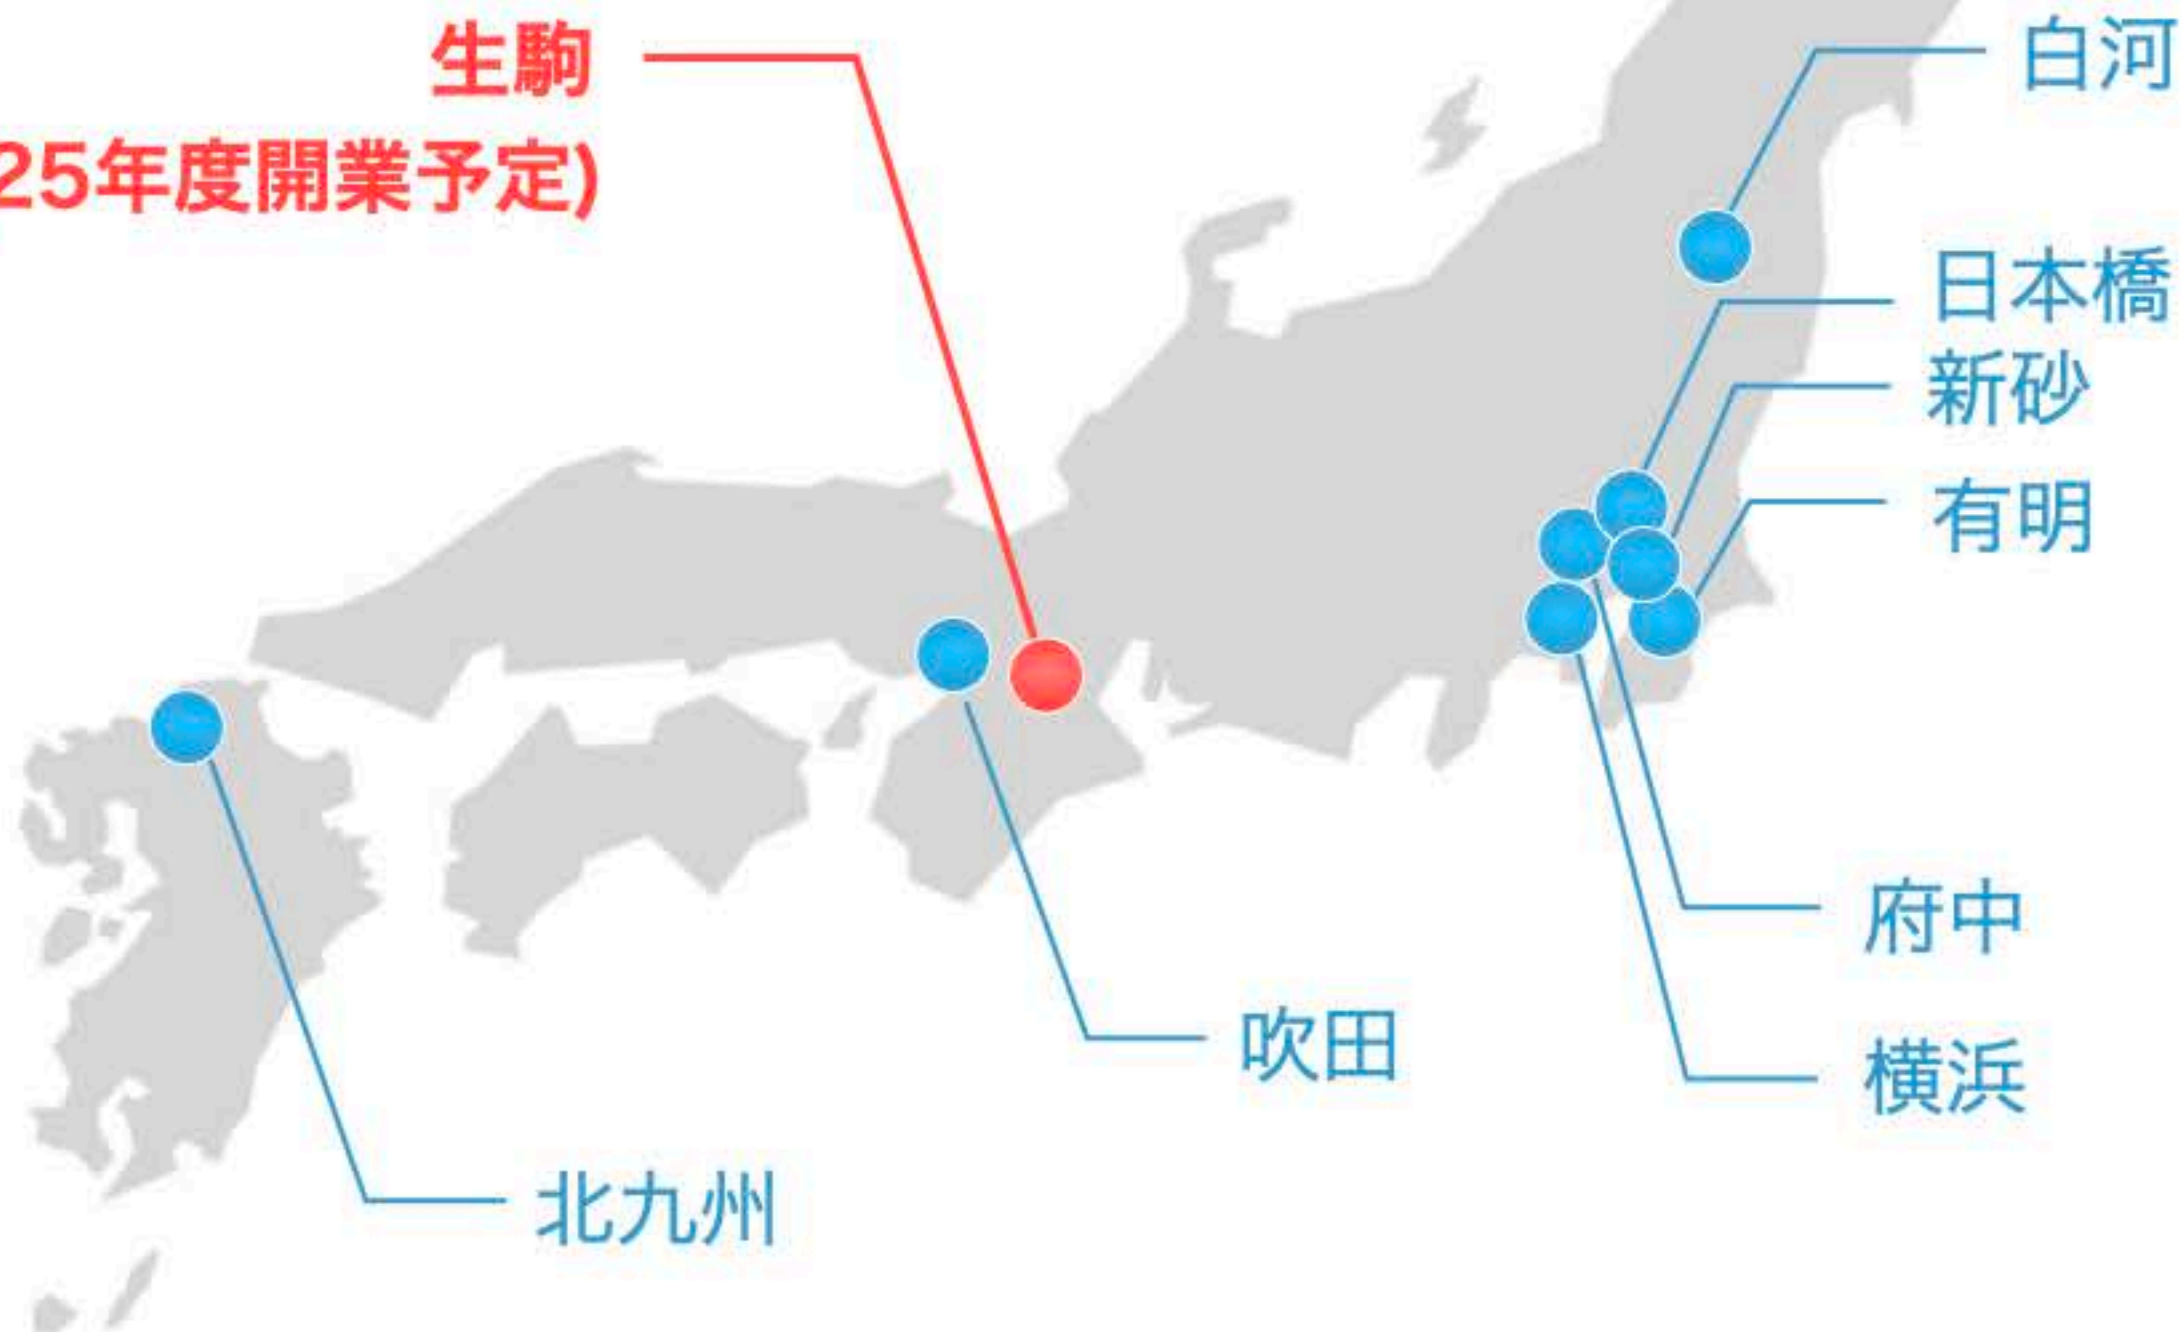 生駒
25年度開業予定)
白河
日本橋
新砂
有明
府中
横浜
吹田
北九州